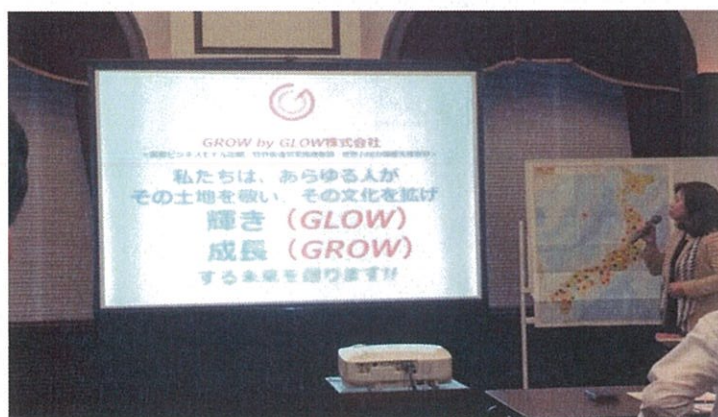 GROW by GLOW株式会社
私たちは、あらゆる人が
その土地を敬い、その文化を拡げ
輝き（GLOW）
成長（GROW）
する未来を創ります!!